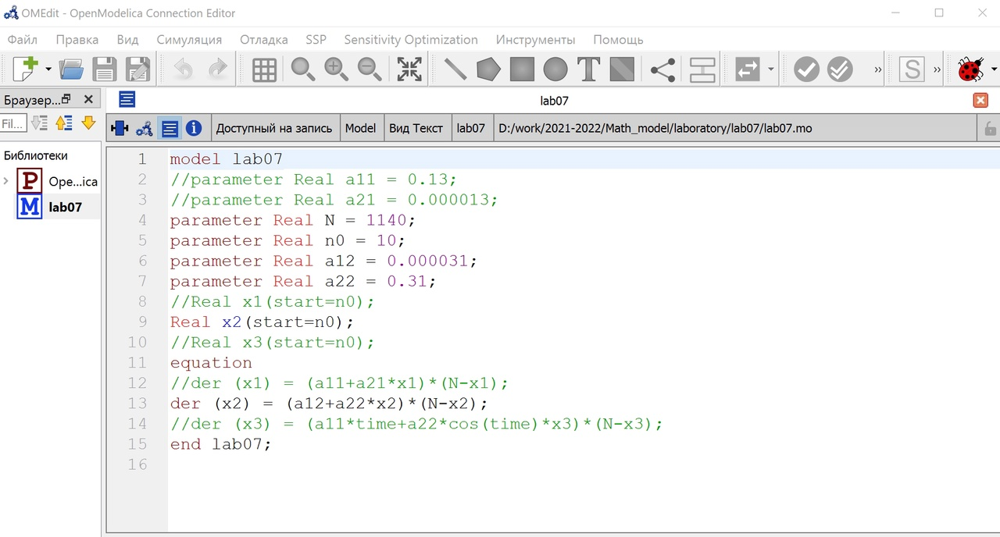 OMEdit - OpenModelica Connection Editor
Файл Правка Вид Симуляция Отладка SSP Sensitivity Optimization Инструменты Помощь
T S
Браузер...
lab07
Fil...
Доступный на запись Model Вид Текст lab07 D:/work/2021-2022/Math_model/laboratory/lab07/lab07.mo
Библиотеки
P Ope...ica
M lab07
1 model lab07
2 //parameter Real a11 = 0.13;
3 //parameter Real a21 = 0.000013;
4 parameter Real N = 1140;
5 parameter Real n0 = 10;
6 parameter Real a12 = 0.000031;
7 parameter Real a22 = 0.31;
8 //Real x1(start=n0);
9 Real x2(start=n0);
10 //Real x3(start=n0);
11 equation
12 //der (x1) = (a11+a21*x1)*(N-x1);
13 der (x2) = (a12+a22*x2)*(N-x2);
14 //der (x3) = (a11*time+a22*cos(time)*x3)*(N-x3);
15 end lab07;
16